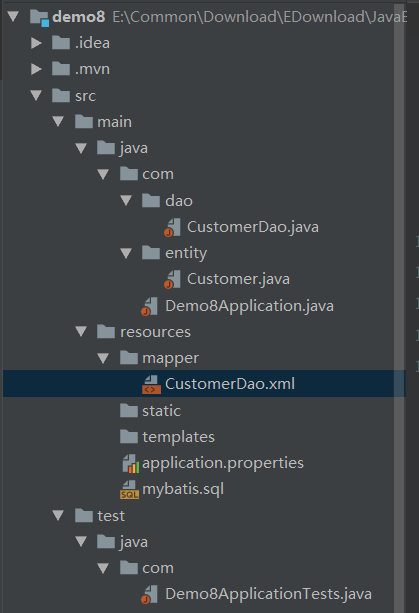 demo8 E:\Common\Download\EDownload\JavaE
.idea
.mvn
src
main
java
com
dao
CustomerDao.java
entity
Customer.java
Demo8Application.java
resources
mapper
CustomerDao.xml
static
templates
application.properties
mybatis.sql
test
java
com
Demo8ApplicationTests.java